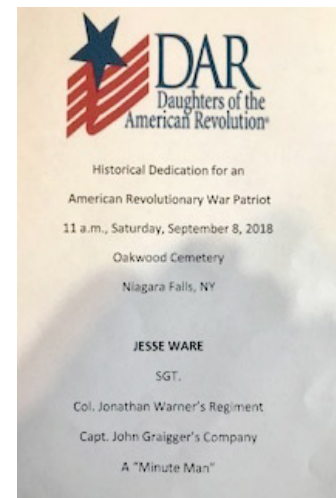 DAR
Daughters of the
American Revolution®
Historical Dedication for an
American Revolutionary War Patriot
11 a.m., Saturday, September 8, 2018
Oakwood Cemetery
Niagara Falls, NY
JESSE WARE
SGT.
Col. Jonathan Warner's Regiment
Capt. John Graigger's Company
A "Minute Man"